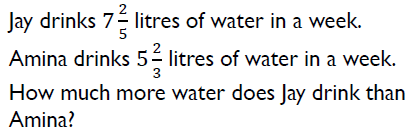 Jay drinks 7 2/5 litres of water in a week.
Amina drinks 5 2/3 litres of water in a week.
How much more water does Jay drink than
Amina?